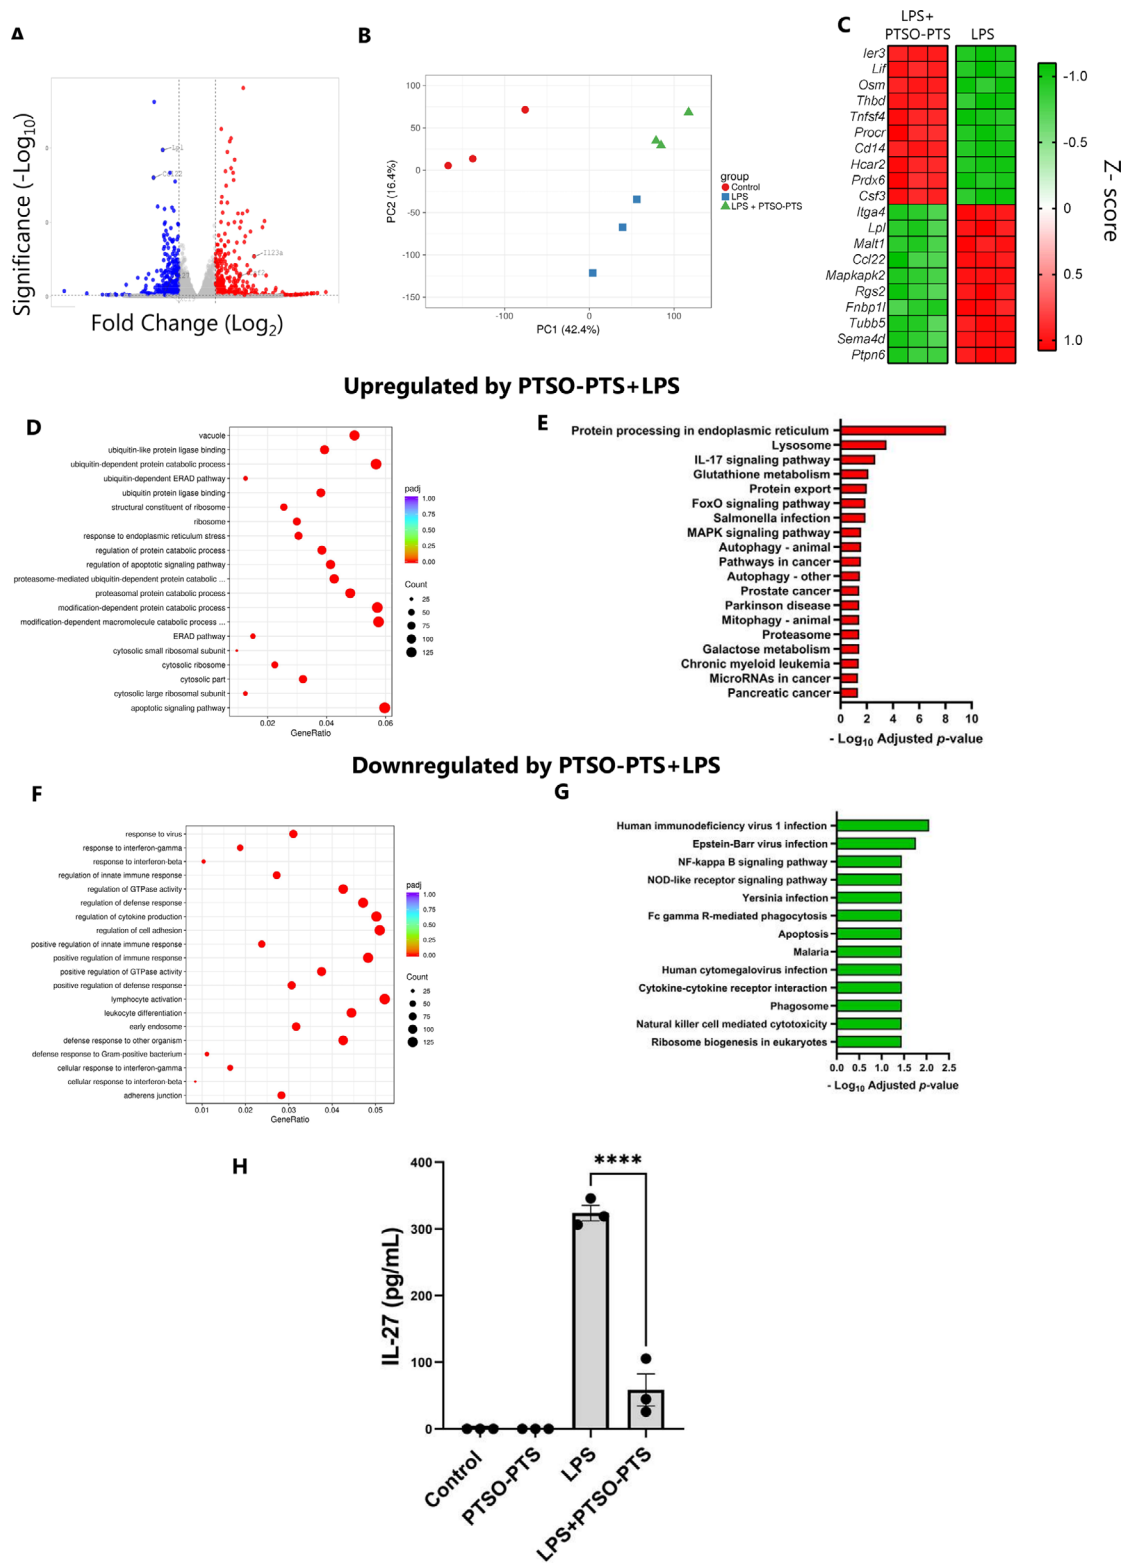 A
B
C
Significance (-Log10)
Fold Change (Log2)
100
50
0
-50
-100
-150
PC2 (16.4%)
-100
0
100
PC1 (42.4%)
group
Control
LPS
LPS + PTSO-PTS
LPS+
PTSO-PTS
LPS
Ier3
Lif
Osm
Thbd
Tnfsf4
Procr
Cd14
Hcar2
Prdx6
Csf3
Itga4
Lpl
Malt1
Ccl22
Mapkapk2
Rgs2
Fnbp1l
Tubb5
Sema4d
Ptpn6
-1.0
-0.5
0
0.5
1.0
Z- score
Upregulated by PTSO-PTS+LPS
D
vacuole
ubiquitin-like protein ligase binding
ubiquitin-dependent protein catabolic process
ubiquitin-dependent ERAD pathway
ubiquitin protein ligase binding
structural constituent of ribosome
ribosome
response to endoplasmic reticulum stress
regulation of protein catabolic process
regulation of apoptotic signaling pathway
proteasome-mediated ubiquitin-dependent protein catabolic ...
proteasomal protein catabolic process
modification-dependent protein catabolic process
modification-dependent macromolecule catabolic process ...
ERAD pathway
cytosolic small ribosomal subunit
cytosolic ribosome
cytosolic part
cytosolic large ribosomal subunit
apoptotic signaling pathway
0.02
0.04
0.06
GeneRatio
padj
1.00
0.75
0.50
0.25
0.00
Count
25
50
75
100
125
E
Protein processing in endoplasmic reticulum
Lysosome
IL-17 signaling pathway
Glutathione metabolism
Protein export
FoxO signaling pathway
Salmonella infection
MAPK signaling pathway
Autophagy - animal
Pathways in cancer
Autophagy - other
Prostate cancer
Parkinson disease
Mitophagy - animal
Proteasome
Galactose metabolism
Chronic myeloid leukemia
MicroRNAs in cancer
Pancreatic cancer
0 2 4 6 8 10
- Log10 Adjusted p-value
Downregulated by PTSO-PTS+LPS
F
response to virus
response to interferon-gamma
response to interferon-beta
regulation of innate immune response
regulation of GTPase activity
regulation of defense response
regulation of cytokine production
regulation of cell adhesion
positive regulation of innate immune response
positive regulation of immune response
positive regulation of GTPase activity
positive regulation of defense response
lymphocyte activation
leukocyte differentiation
early endosome
defense response to other organism
defense response to Gram-positive bacterium
cellular response to interferon-gamma
cellular response to interferon-beta
adherens junction
0.01
0.02
0.03
0.04
0.05
GeneRatio
padj
1.00
0.75
0.50
0.25
0.00
Count
25
50
75
100
125
G
Human immunodeficiency virus 1 infection
Epstein-Barr virus infection
NF-kappa B signaling pathway
NOD-like receptor signaling pathway
Yersinia infection
Fc gamma R-mediated phagocytosis
Apoptosis
Malaria
Human cytomegalovirus infection
Cytokine-cytokine receptor interaction
Phagosome
Natural killer cell mediated cytotoxicity
Ribosome biogenesis in eukaryotes
0.0 0.5 1.0 1.5 2.0 2.5
- Log10 Adjusted p-value
H
400
300
200
100
0
IL-27 (pg/mL)
****
Control
PTSO-PTS
LPS
LPS+PTSO-PTS